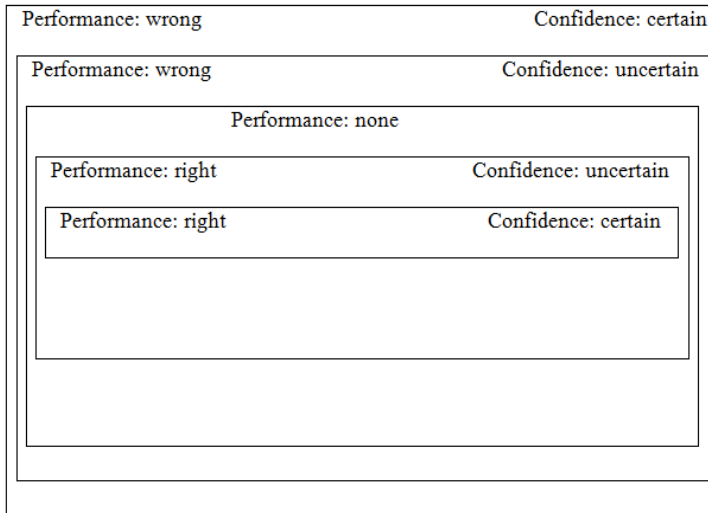 Performance: wrong Confidence: certain
Performance: wrong Confidence: uncertain
Performance: none
Performance: right Confidence: uncertain
Performance: right Confidence: certain